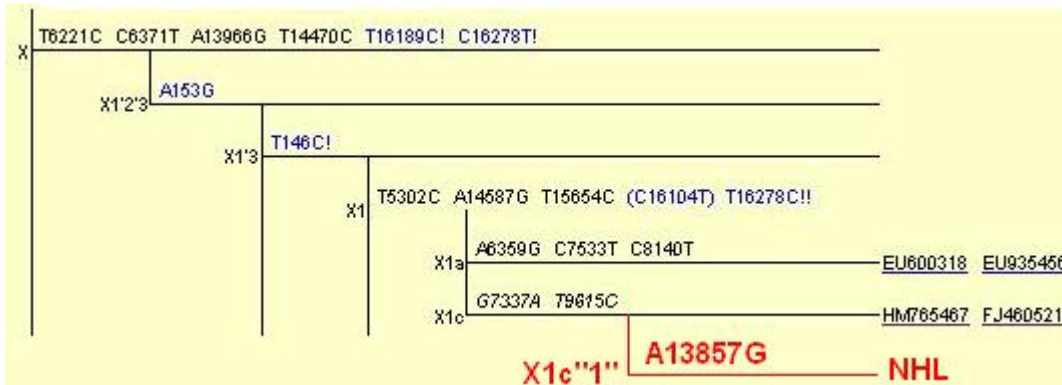 X T6221C C6371T A13966G T14470C T16189C! C16278T!
X1'2'3 A153G
X1'3 T146C!
X1 T5302C A14587G T15654C (C16104T) T16278C!!
X1a A6359G C7533T C8140T EU600318 EU935456
X1c G7337A T9615C HM765467 FJ460521
X1c"1" A13857G NHL